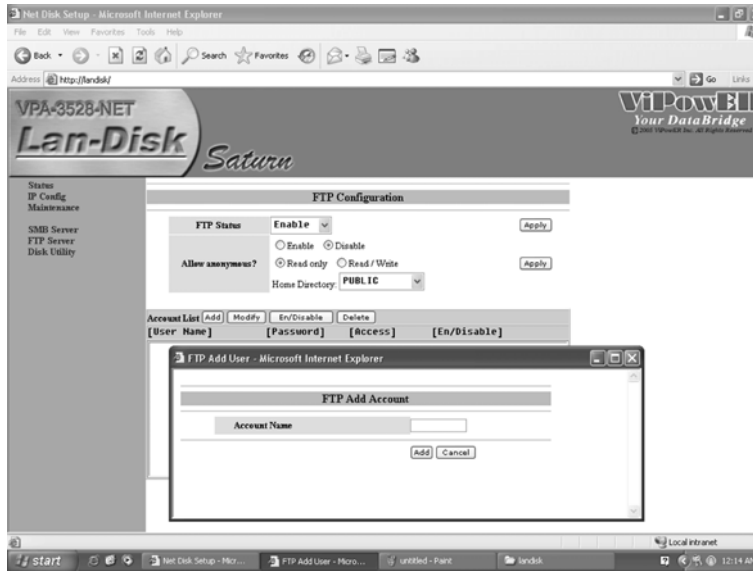 Net Disk Setup - Microsoft Internet Explorer
File Edit View Favorites Tools Help
Back Search Favorites
Address http://landisk/ Go Links
VPA-3528-NET
Lan-Disk
Saturn
ViPowER
Your DataBridge
Status
IP Config
Maintenance
SMB Server
FTP Server
Disk Utility
FTP Configuration
FTP Status Enable Apply
Enable Disable
Allow anonymous? Read only Read / Write Apply
Home Directory: PUBLIC
Account List Add Modify En/Disable Delete
[User Name] [Password] [Access] [En/Disable]
FTP Add User - Microsoft Internet Explorer
FTP Add Account
Account Name
Add Cancel
Local intranet
start Net Disk Setup - Micr... FTP Add User - Micro... untitled - Paint landisk 12:14 AM